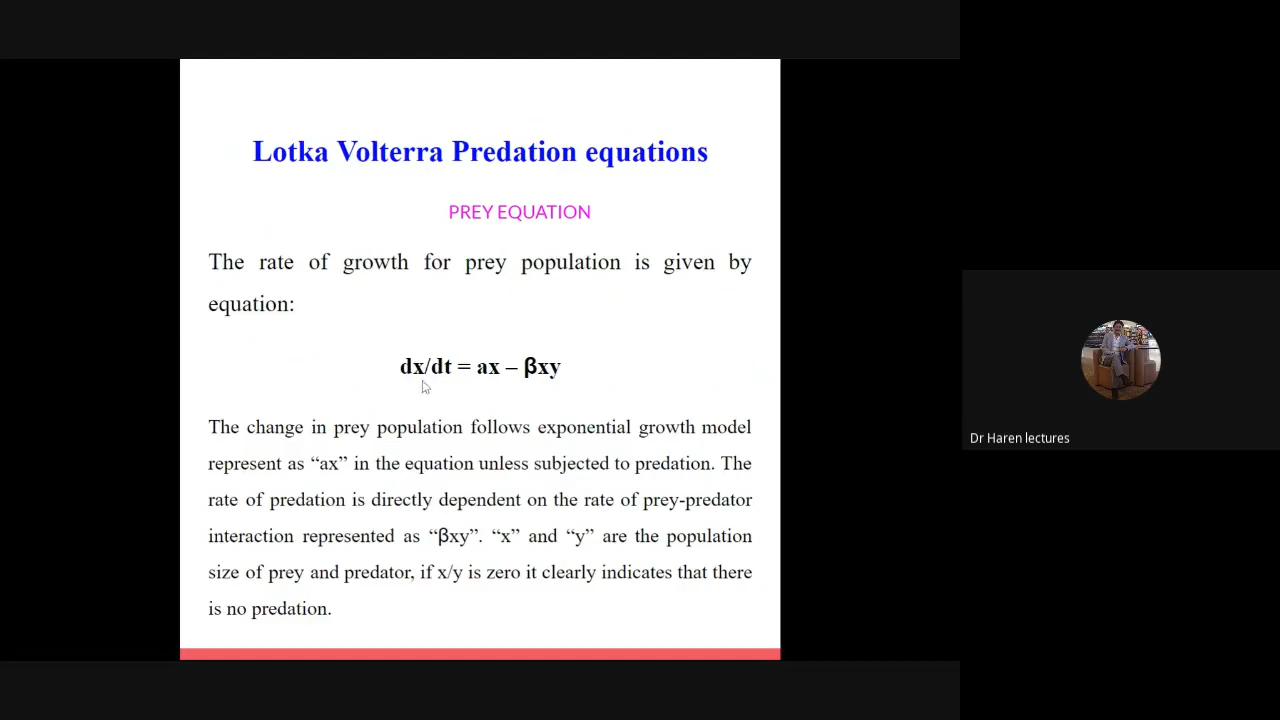 Lotka Volterra Predation equations
PREY EQUATION
The rate of growth for prey population is given by
equation:
dx/dt = ax – βxy
The change in prey population follows exponential growth model
represent as “ax” in the equation unless subjected to predation. The
rate of predation is directly dependent on the rate of prey-predator
interaction represented as “βxy”. “x” and “y” are the population
size of prey and predator, if x/y is zero it clearly indicates that there
is no predation.
Dr Haren lectures